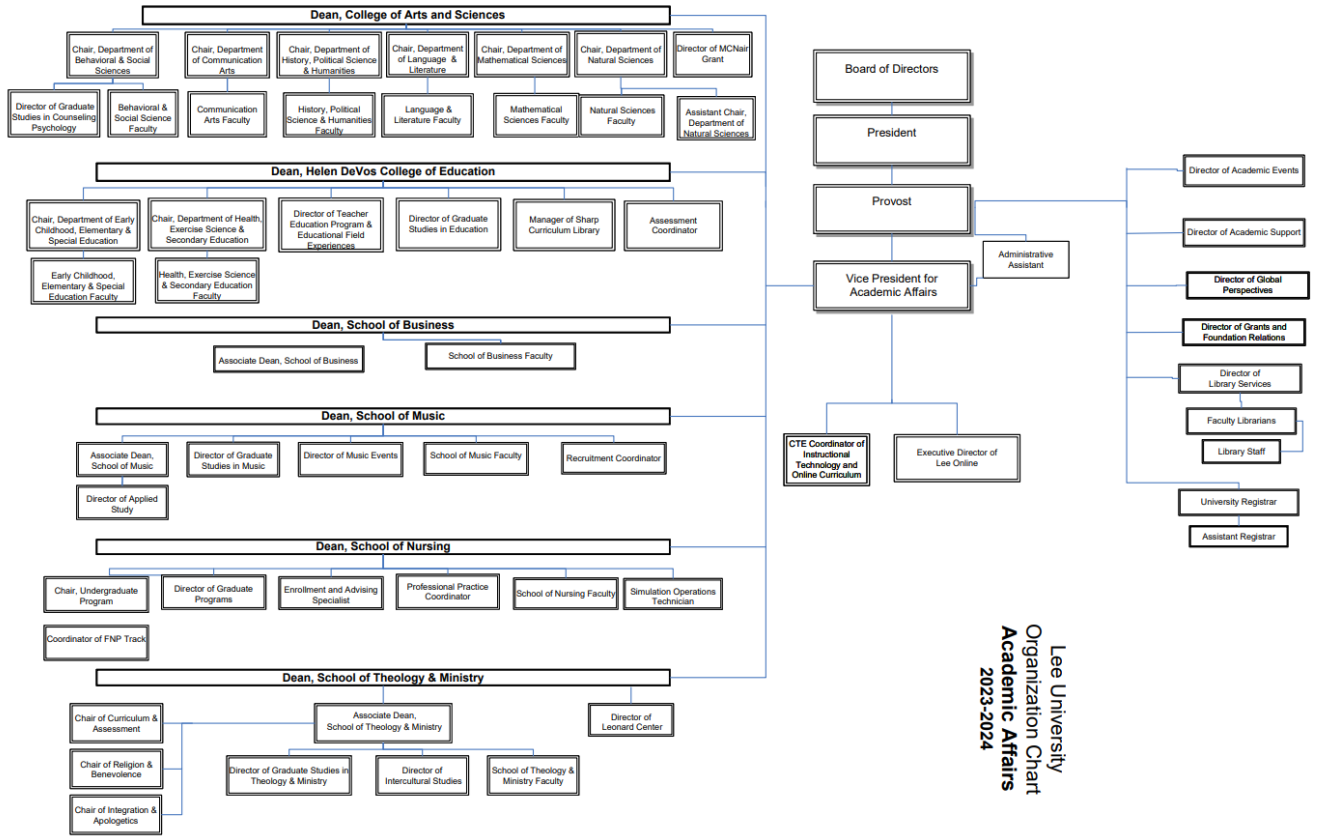 Dean, College of Arts and Sciences
Chair, Department of
Behavioral & Social
Sciences
Chair, Department
of Communication
Arts
Chair, Department of
History, Political Science
& Humanities
Chair, Department
of Language &
Literature
Chair, Department of
Mathematical Sciences
Chair, Department of
Natural Sciences
Director of MCNair
Grant
Director of Graduate
Studies in Counseling
Psychology
Behavioral &
Social Science
Faculty
Communication
Arts Faculty
History, Political
Science & Humanities
Faculty
Language &
Literature Faculty
Mathematical
Sciences Faculty
Natural Sciences
Faculty
Assistant Chair,
Department of
Natural Sciences
Dean, Helen DeVos College of Education
Chair, Department of Early
Childhood, Elementary &
Special Education
Chair, Department of Health,
Exercise Science &
Secondary Education
Director of Teacher
Education Program &
Educational Field
Experiences
Director of Graduate
Studies in Education
Manager of Sharp
Curriculum Library
Assessment
Coordinator
Early Childhood,
Elementary & Special
Education Faculty
Health, Exercise Science
& Secondary Education
Faculty
Dean, School of Business
Associate Dean, School of Business
School of Business Faculty
Dean, School of Music
Associate Dean,
School of Music
Director of Graduate
Studies in Music
Director of Music Events
School of Music Faculty
Recruitment Coordinator
Director of Applied
Study
Dean, School of Nursing
Chair, Undergraduate
Program
Director of Graduate
Programs
Enrollment and Advising
Specialist
Professional Practice
Coordinator
School of Nursing Faculty
Simulation Operations
Technician
Coordinator of FNP Track
Dean, School of Theology & Ministry
Chair of Curriculum &
Assessment
Associate Dean,
School of Theology & Ministry
Director of
Leonard Center
Chair of Religion &
Benevolence
Director of Graduate Studies in
Theology & Ministry
Director of
Intercultural Studies
School of Theology &
Ministry Faculty
Chair of Integration &
Apologetics
Board of Directors
President
Provost
Administrative
Assistant
Vice President for
Academic Affairs
CTE Coordinator of
Instructional
Technology and
Online Curriculum
Executive Director of
Lee Online
Director of Academic Events
Director of Academic Support
Director of Global
Perspectives
Director of Grants and
Foundation Relations
Director of
Library Services
Faculty Librarians
Library Staff
University Registrar
Assistant Registrar
Lee University
Organization Chart
Academic Affairs
2023-2024